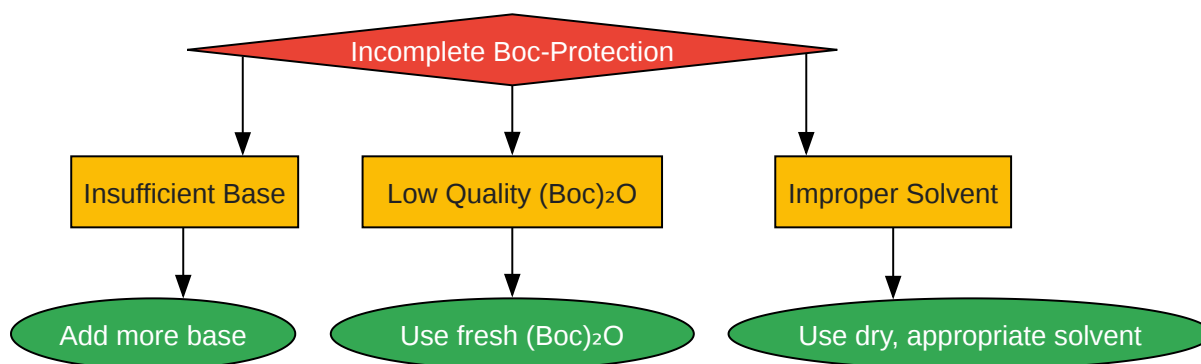 Incomplete Boc-Protection
Insufficient Base
Low Quality (Boc)₂O
Improper Solvent
Add more base
Use fresh (Boc)₂O
Use dry, appropriate solvent